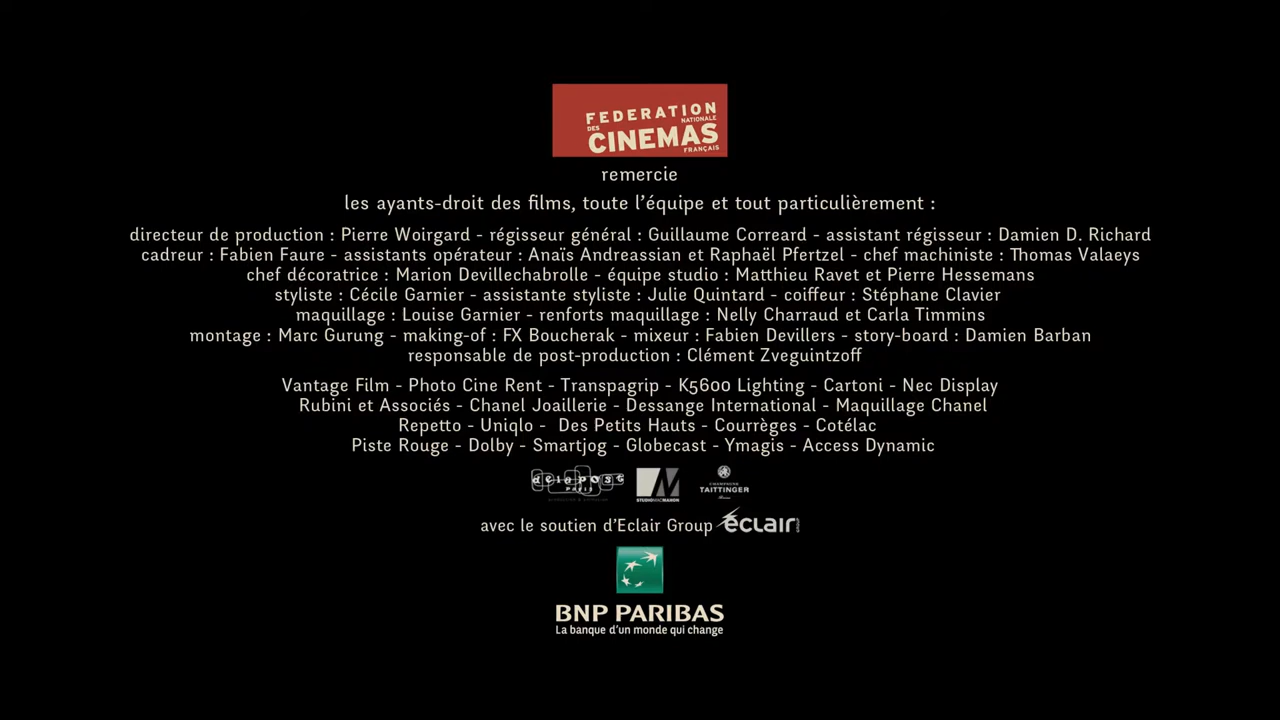 FEDERATION
DES NATIONALE
CINEMAS
FRANÇAIS
remercie
les ayants-droit des films, toute l'équipe et tout particulièrement :
directeur de production : Pierre Woirgard - régisseur général : Guillaume Correard - assistant régisseur : Damien D. Richard
cadreur : Fabien Faure - assistants opérateur : Anaïs Andreassian et Raphaël Pfertzel - chef machiniste : Thomas Valaeys
chef décoratrice : Marion Devillechabrolle - équipe studio : Matthieu Ravet et Pierre Hessemans
styliste : Cécile Garnier - assistante styliste : Julie Quintard - coiffeur : Stéphane Clavier
maquillage : Louise Garnier - renforts maquillage : Nelly Charraud et Carla Timmins
montage : Marc Gurung - making-of : FX Boucherak - mixeur : Fabien Devillers - story-board : Damien Barban
responsable de post-production : Clément Zveguintzoff
Vantage Film - Photo Cine Rent - Transpagrip - K5600 Lighting - Cartoni - Nec Display
Rubini et Associés - Chanel Joaillerie - Dessange International - Maquillage Chanel
Repetto - Uniqlo - Des Petits Hauts - Courrèges - Cotélac
Piste Rouge - Dolby - Smartjog - Globecast - Ymagis - Access Dynamic
délaPOSt Paris STUDIOMACMAHON CHAMPAGNE TAITTINGER Reims
avec le soutien d'Eclair Group éclair GROUP
BNP PARIBAS
La banque d'un monde qui change